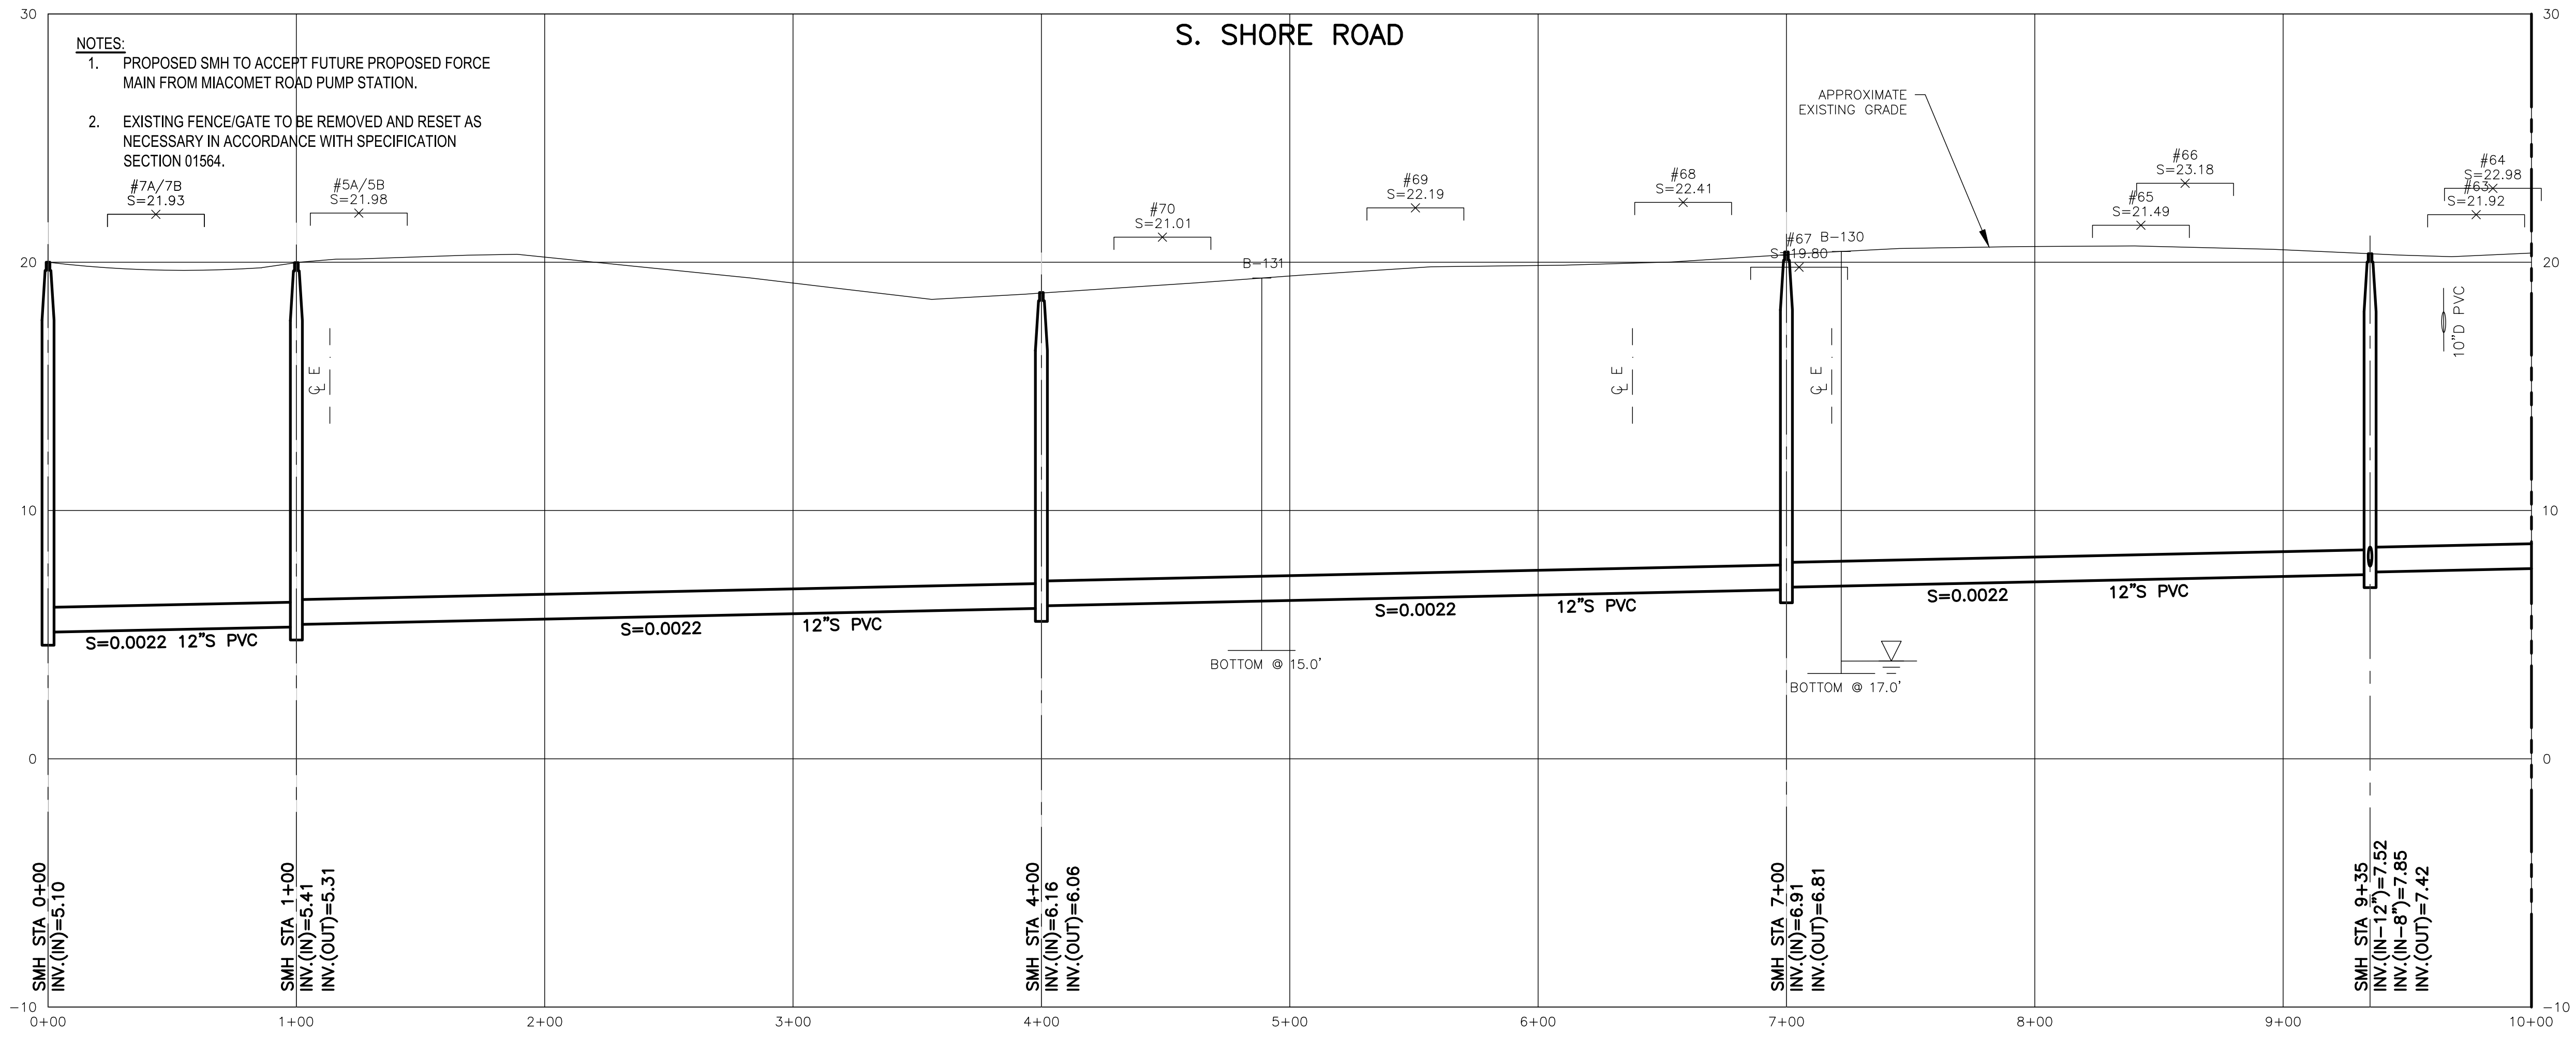 30
30
S. SHORE ROAD
NOTES:
1. PROPOSED SMH TO ACCEPT FUTURE PROPOSED FORCE
MAIN FROM MIACOMET ROAD PUMP STATION.
2. EXISTING FENCE/GATE TO BE REMOVED AND RESET AS
NECESSARY IN ACCORDANCE WITH SPECIFICATION
SECTION 01564.
APPROXIMATE
EXISTING GRADE
#7A/7B
S=21.93
#5A/5B
S=21.98
#70
S=21.01
#69
S=22.19
#68
S=22.41
#67
S=19.80
B-130
#66
S=23.18
#65
S=21.49
#64
S=22.98
#63
S=21.92
B-131
20
20
10"D PVC
℄ E
℄ E
℄ E
10
10
S=0.0022 12"S PVC
S=0.0022 12"S PVC
S=0.0022 12"S PVC
S=0.0022 12"S PVC
BOTTOM @ 15.0'
BOTTOM @ 17.0'
0
0
SMH STA 0+00
INV.(IN)=5.10
SMH STA 1+00
INV.(IN)=5.41
INV.(OUT)=5.31
SMH STA 4+00
INV.(IN)=6.16
INV.(OUT)=6.06
SMH STA 7+00
INV.(IN)=6.91
INV.(OUT)=6.81
SMH STA 9+35
INV.(IN-12")=7.52
INV.(IN-8")=7.85
INV.(OUT)=7.42
-10
-10
0+00 1+00 2+00 3+00 4+00 5+00 6+00 7+00 8+00 9+00 10+00